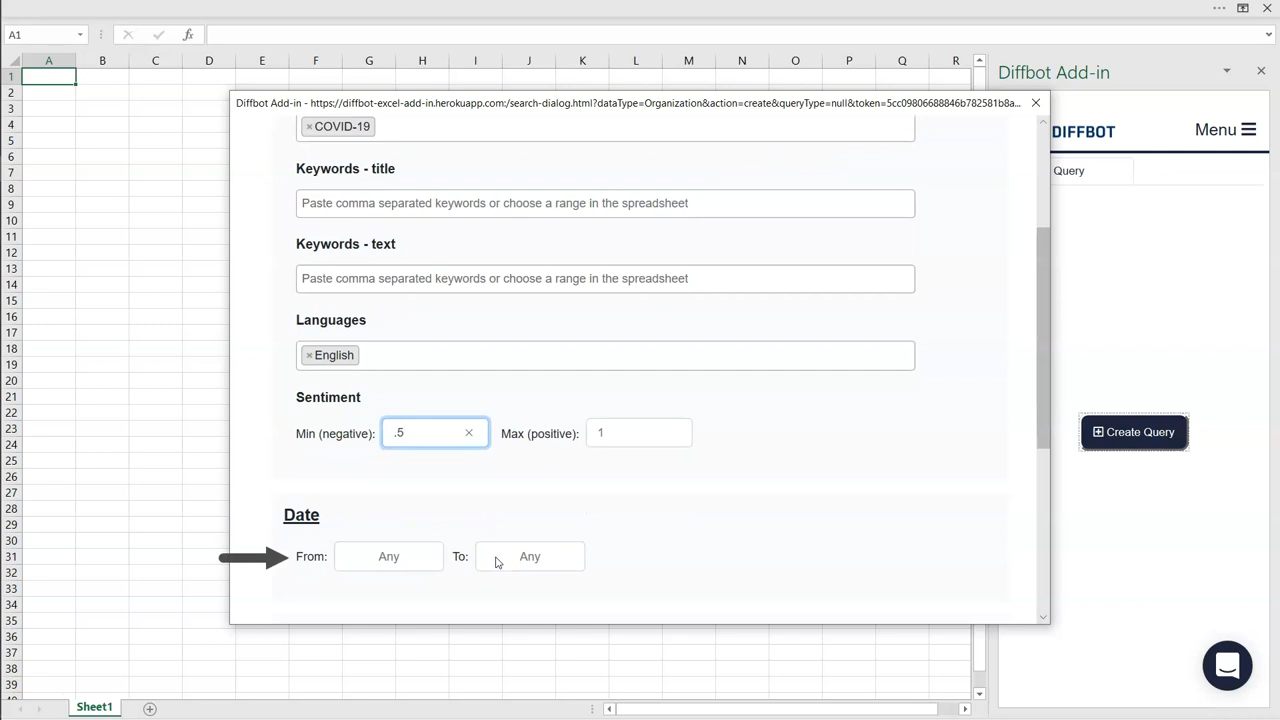 A1
fx
A B C D E F G H I J K L M N O P Q R
Diffbot Add-in
1
2
3
4
5
6
7
8
9
10
11
12
13
14
15
16
17
18
19
20
21
22
23
24
25
26
27
28
29
30
31
32
33
34
35
36
37
38
39
Diffbot Add-in - https://diffbot-excel-add-in.herokuapp.com:/search-dialog.html?dataType=Organization&action=create&queryType=null&token=5cc09806688846b782581b8a...
×COVID-19
Keywords - title
Paste comma separated keywords or choose a range in the spreadsheet
Keywords - text
Paste comma separated keywords or choose a range in the spreadsheet
Languages
×English
Sentiment
Min (negative): .5 Max (positive): 1
Date
From: Any To: Any
DIFFBOT Menu
Query
Create Query
Sheet1